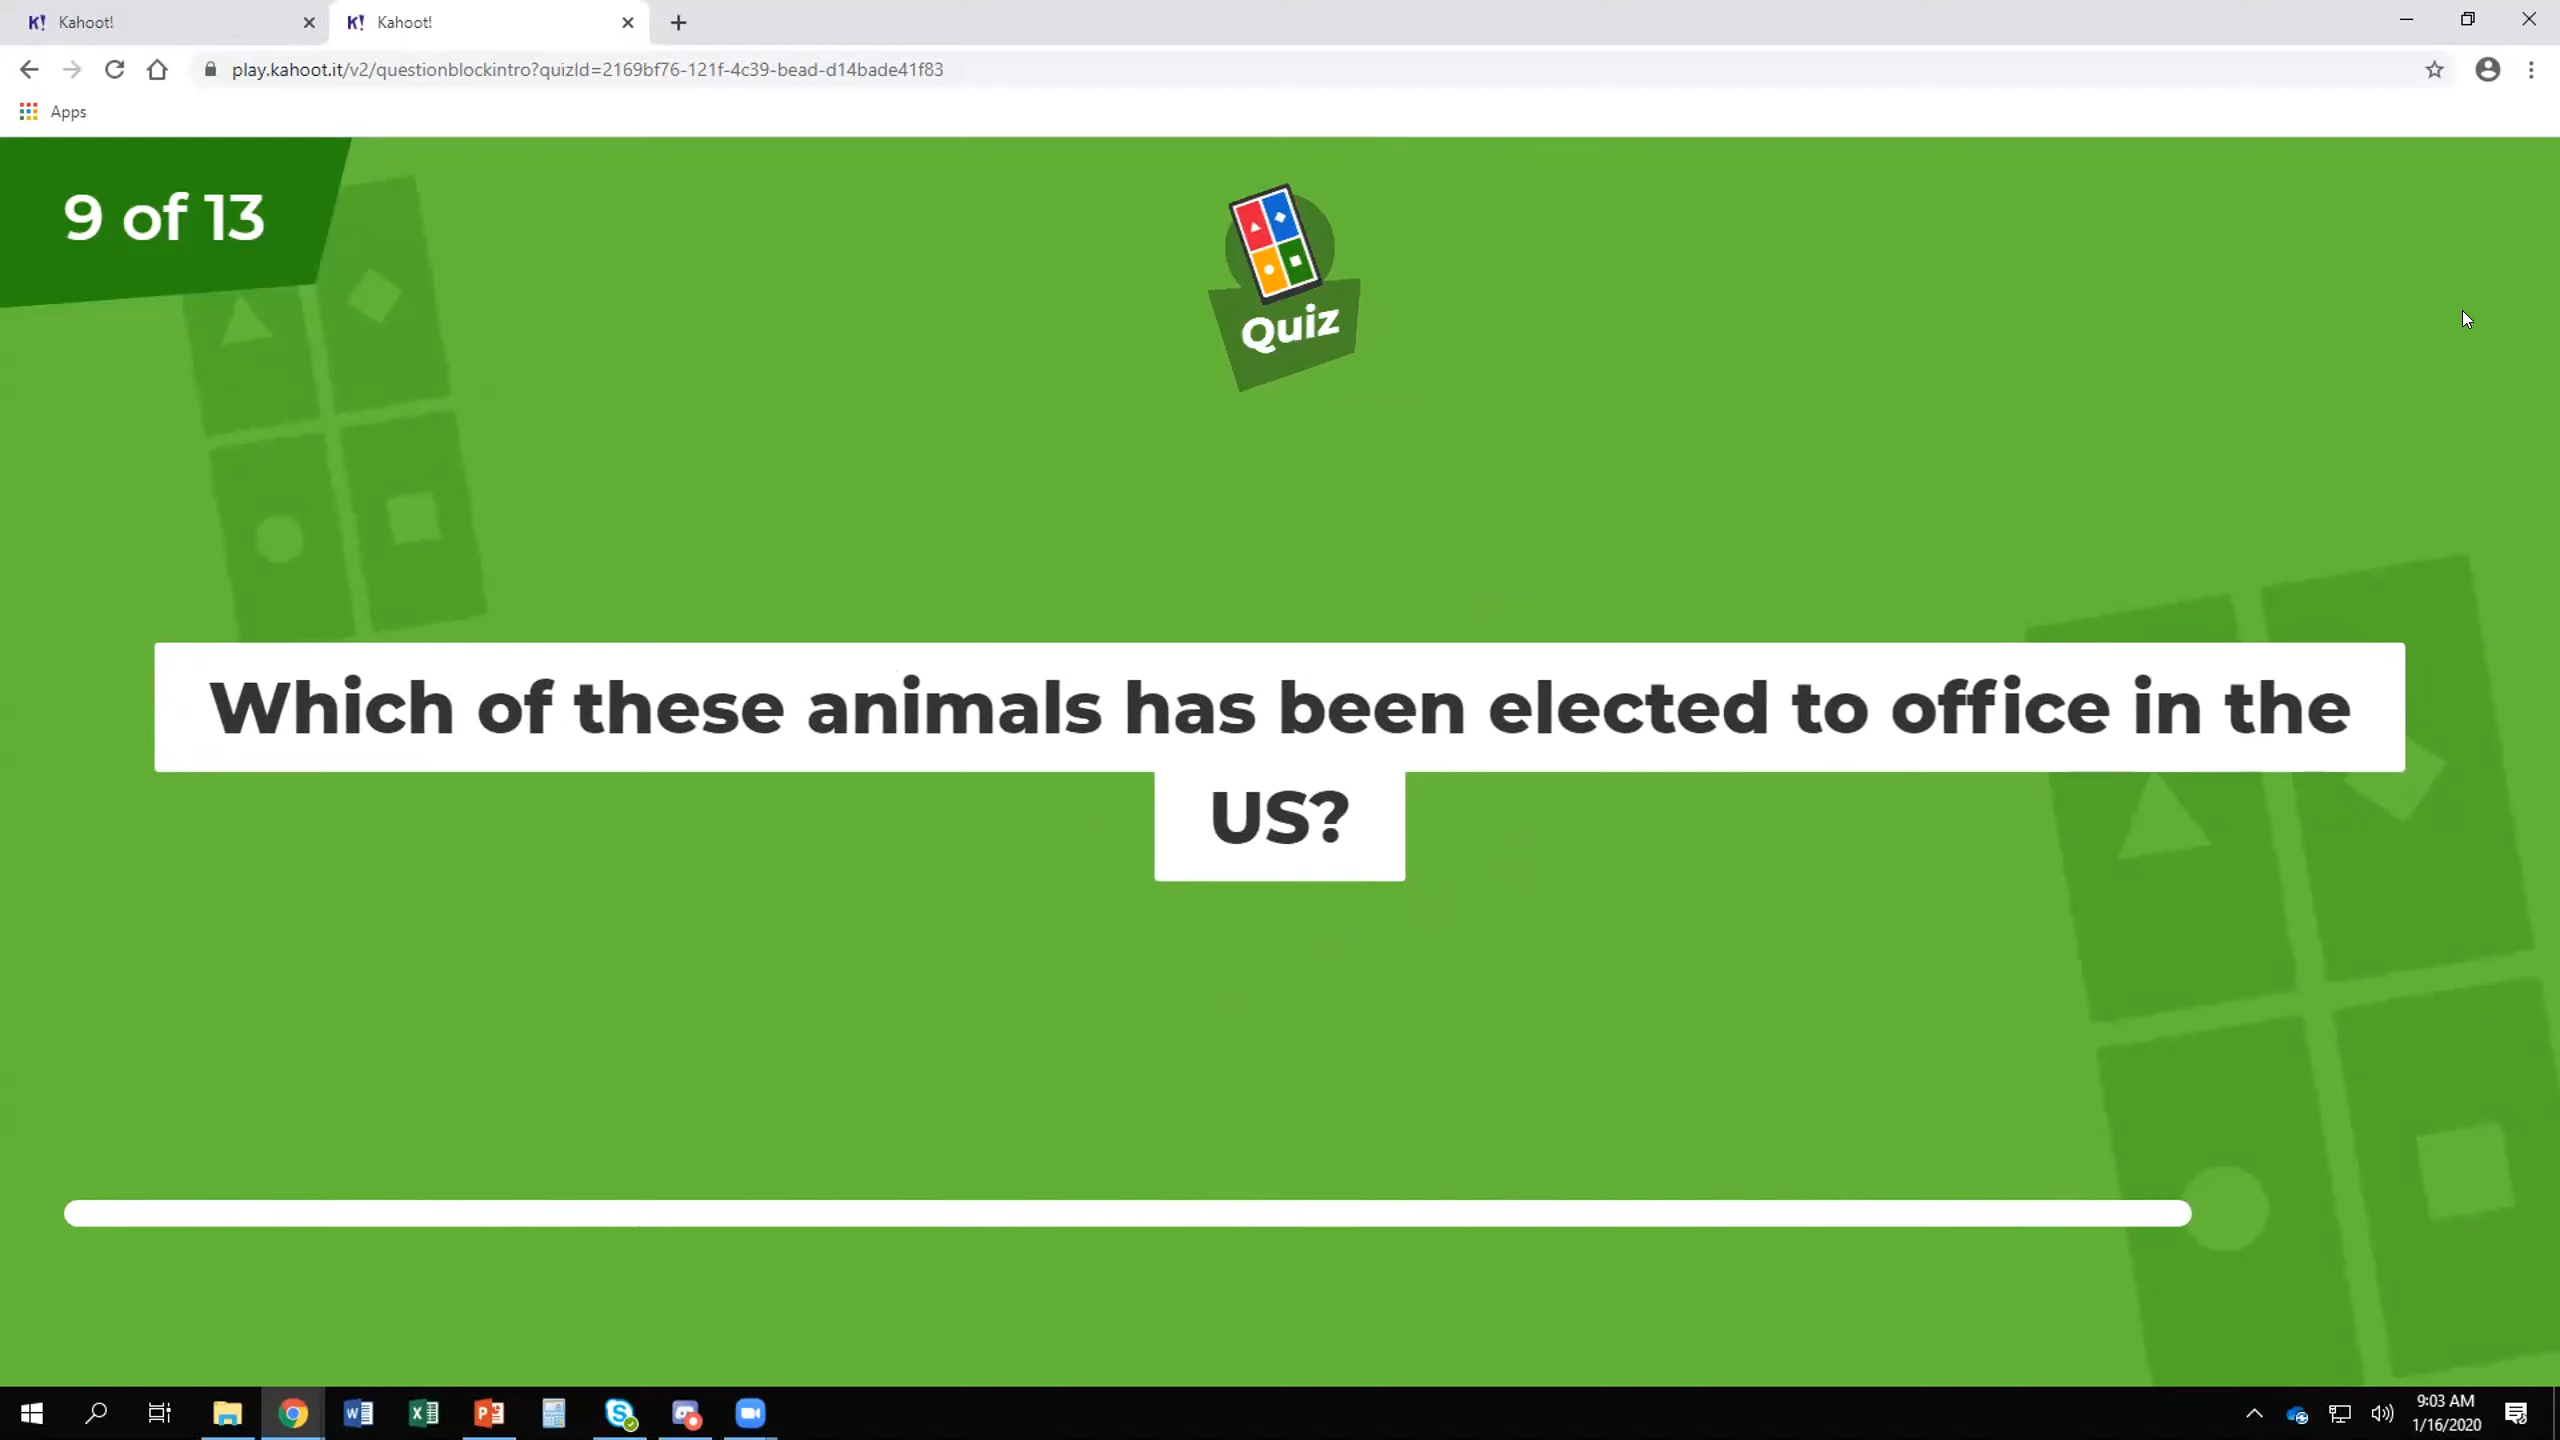 K! Kahoot!
K! Kahoot!
play.kahoot.it/v2/questionblockintro?quizId=2169bf76-121f-4c39-bead-d14bade41f83
Apps
9 of 13
Quiz
Which of these animals has been elected to office in the
US?
9:03 AM
1/16/2020